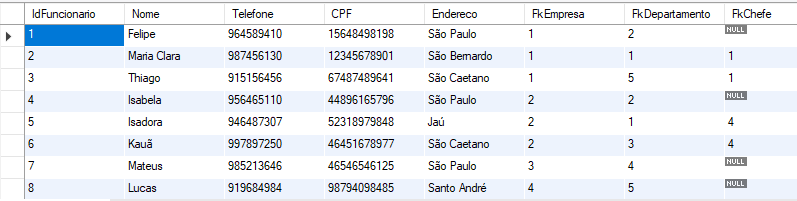 IdFuncionario Nome Telefone CPF Endereco FkEmpresa FkDepartamento FkChefe
1 Felipe 964589410 15648498198 São Paulo 1 2 NULL
2 Maria Clara 987456130 12345678901 São Bernardo 1 1 1
3 Thiago 915156456 67487489641 São Caetano 1 5 1
4 Isabela 956465110 44896165796 São Paulo 2 2 NULL
5 Isadora 946487307 52318979848 Jaú 2 1 4
6 Kauã 997897250 46451678977 São Caetano 2 3 4
7 Mateus 985213646 46546546125 São Paulo 3 4 NULL
8 Lucas 919684984 98794098485 Santo André 4 5 NULL